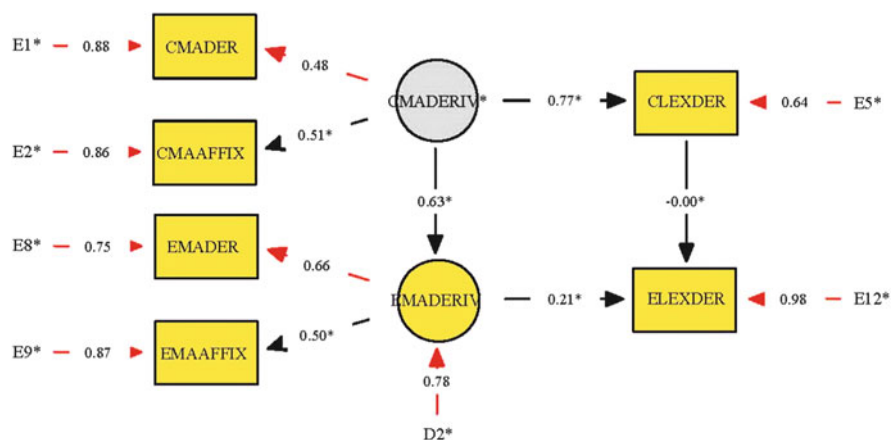 E1*
0.88
CMADER
0.48
CMADERIV*
0.77*
CLEXDER
0.64
E5*
E2*
0.86
CMAAFFIX
0.51*
0.63*
-0.00*
E8*
0.75
EMADER
0.66
EMADERIV
0.21*
ELEXDER
0.98
E12*
E9*
0.87
EMAAFFIX
0.50*
0.78
D2*